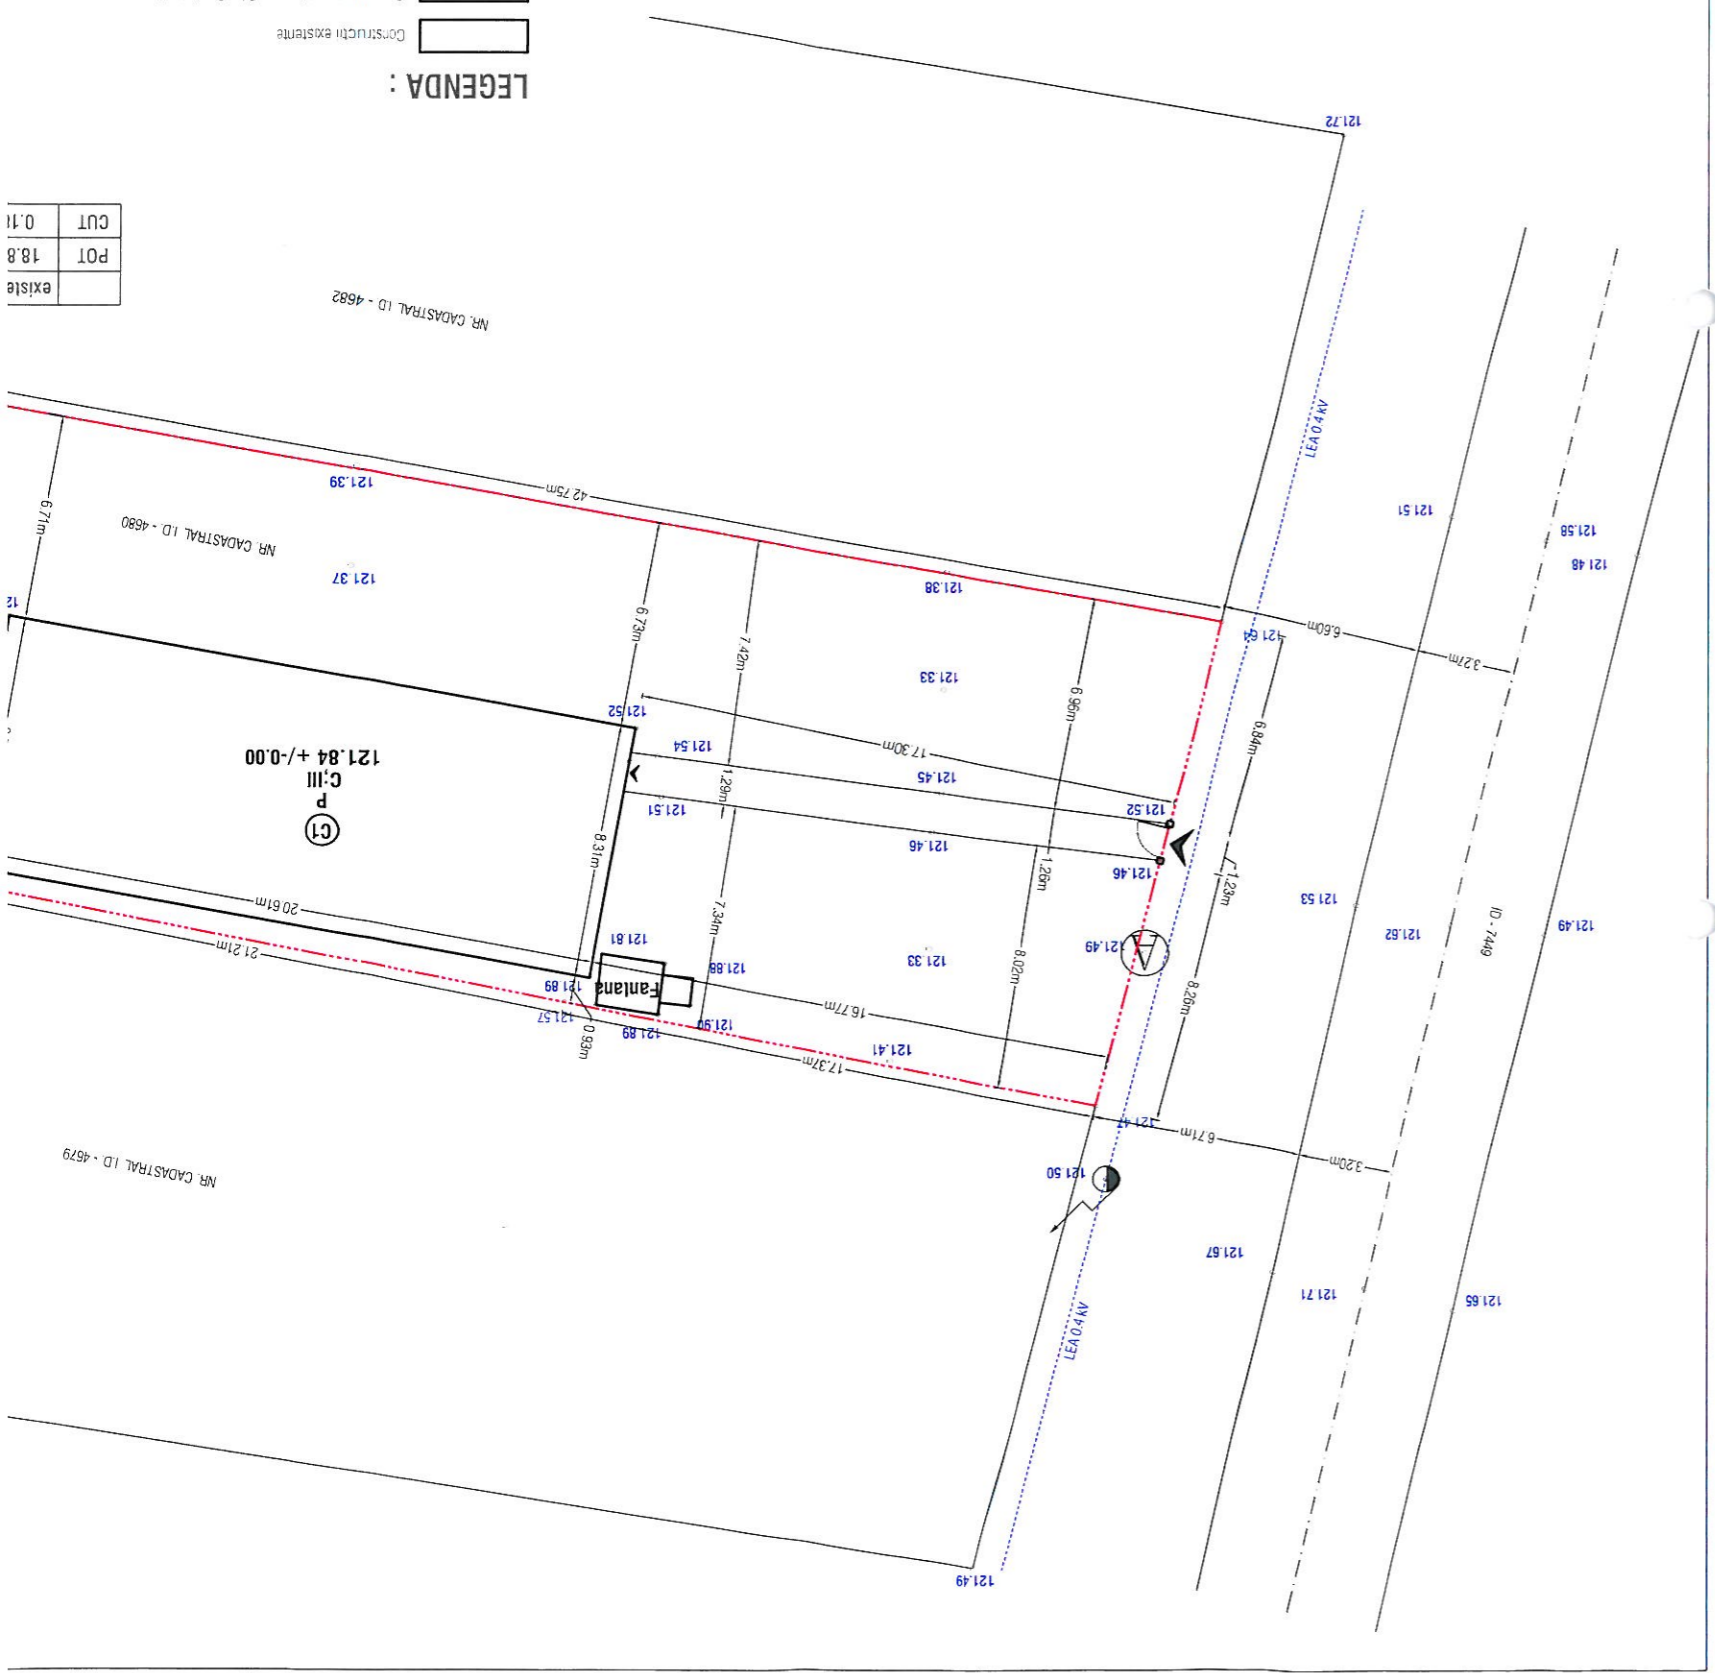 121.49
LEA 0.4 kV
121.65
121.71
121.67
121.50
NR. CADASTRAL I.D. - 4679
3.20m
6.71m
121.47
17.37m
121.41
121.90
121.89
0.93m
121.57
121.89
Fantana
121.88
121.81
16.77m
8.26m
8.02m
121.49
121.33
7.34m
21.21m
20.61m
ID - 7449
121.49
121.62
121.53
1.23m
121.46
1.26m
121.46
121.51
8.31m
C1
P
C;III
121.84 +/-0.00
121.52
121.45
121.54
1.29m
17.30m
121.52
6.84m
6.96m
121.33
7.42m
6.73m
3.27m
6.60m
121.64
121.38
121.37
NR. CADASTRAL I.D. - 4680
6.71m
121.48
121.58
121.51
42.75m
121.39
LEA 0.4 kV
NR. CADASTRAL I.D - 4682
POT 18.8
CUT
121.72
LEGENDA :
Constructii existente